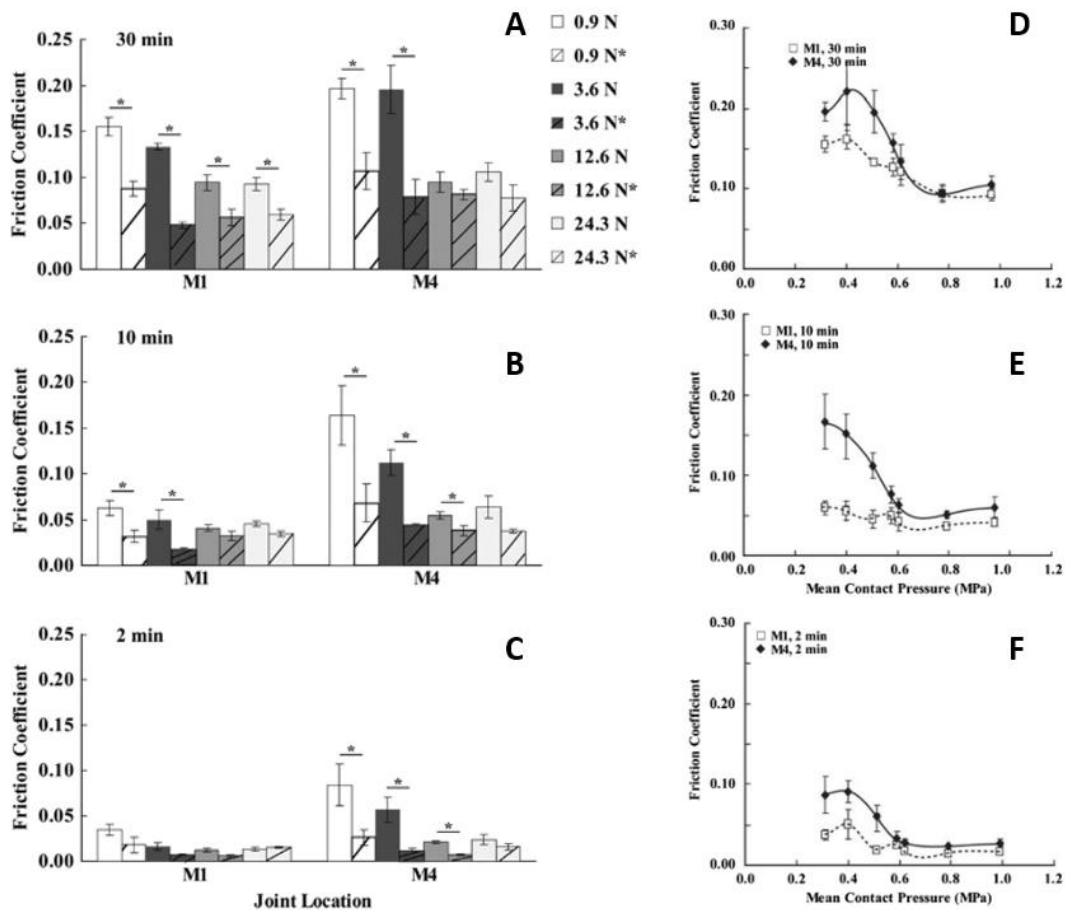 30 min
A
0.25
0.20
0.15
0.10
0.05
0.00
Friction Coefficient
*
*
*
*
*
*
M1
M4
0.9 N
0.9 N*
3.6 N
3.6 N*
12.6 N
12.6 N*
24.3 N
24.3 N*
D
M1, 30 min
M4, 30 min
0.30
0.20
0.10
0.00
Friction Coefficient
0.0 0.2 0.4 0.6 0.8 1.0 1.2
10 min
B
0.25
0.20
0.15
0.10
0.05
0.00
Friction Coefficient
*
*
*
*
*
M1
M4
E
M1, 10 min
M4, 10 min
0.30
0.20
0.10
0.00
Friction Coefficient
0.0 0.2 0.4 0.6 0.8 1.0 1.2
Mean Contact Pressure (MPa)
2 min
C
0.25
0.20
0.15
0.10
0.05
0.00
Friction Coefficient
*
*
*
M1
M4
Joint Location
F
M1, 2 min
M4, 2 min
0.30
0.20
0.10
0.00
Friction Coefficient
0.0 0.2 0.4 0.6 0.8 1.0 1.2
Mean Contact Pressure (MPa)